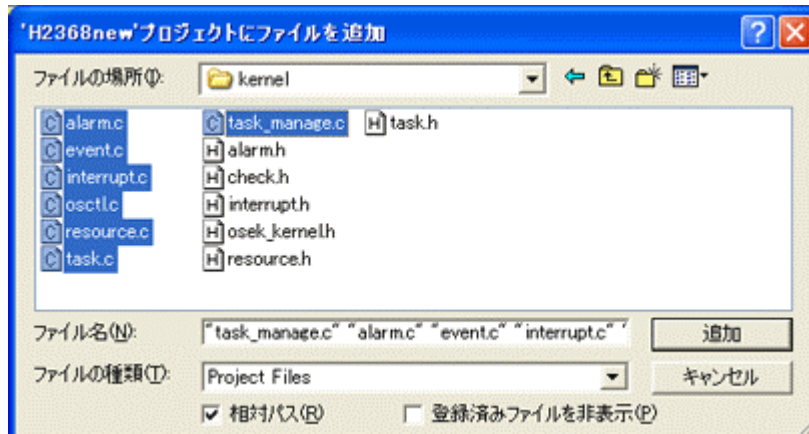 'H2368new'プロジェクトにファイルを追加
ファイルの場所(I):
kernel
alarm.c
event.c
interrupt.c
osctl.c
resource.c
task.c
task_manage.c
alarm.h
check.h
interrupt.h
osek_kernel.h
resource.h
task.h
ファイル名(N):
"task_manage.c" "alarm.c" "event.c" "interrupt.c" '
追加
ファイルの種類(T):
Project Files
キャンセル
相対パス(R)
登録済みファイルを非表示(P)